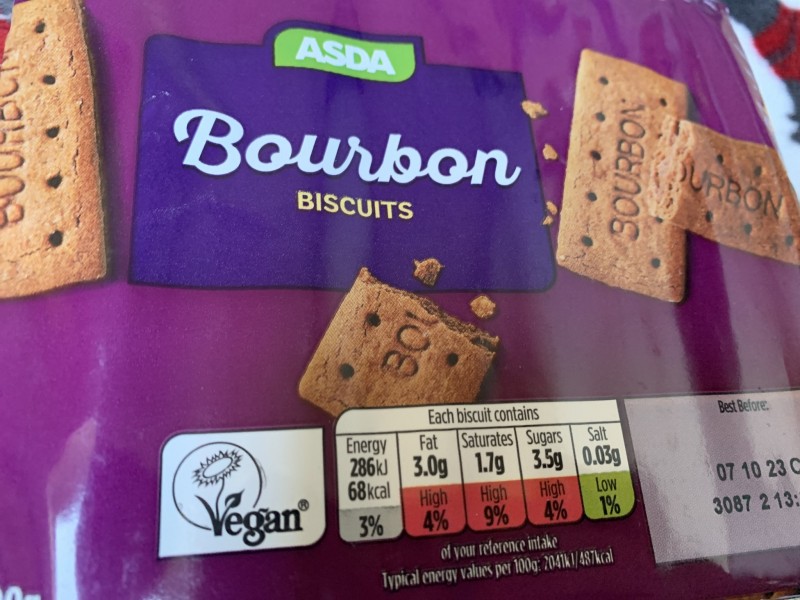 ASDA
Bourbon
BISCUITS
BOURBON
BOURBON
BO
Each biscuit contains
Energy 286kJ 68kcal 3%
Fat 3.0g High 4%
Saturates 1.7g High 9%
Sugars 3.5g High 4%
Salt 0.03g Low 1%
of your reference intake
Typical energy values per 100g: 2041kJ/487kcal
Vegan®
Best Before:
07 10 23 C
3087 2 13: